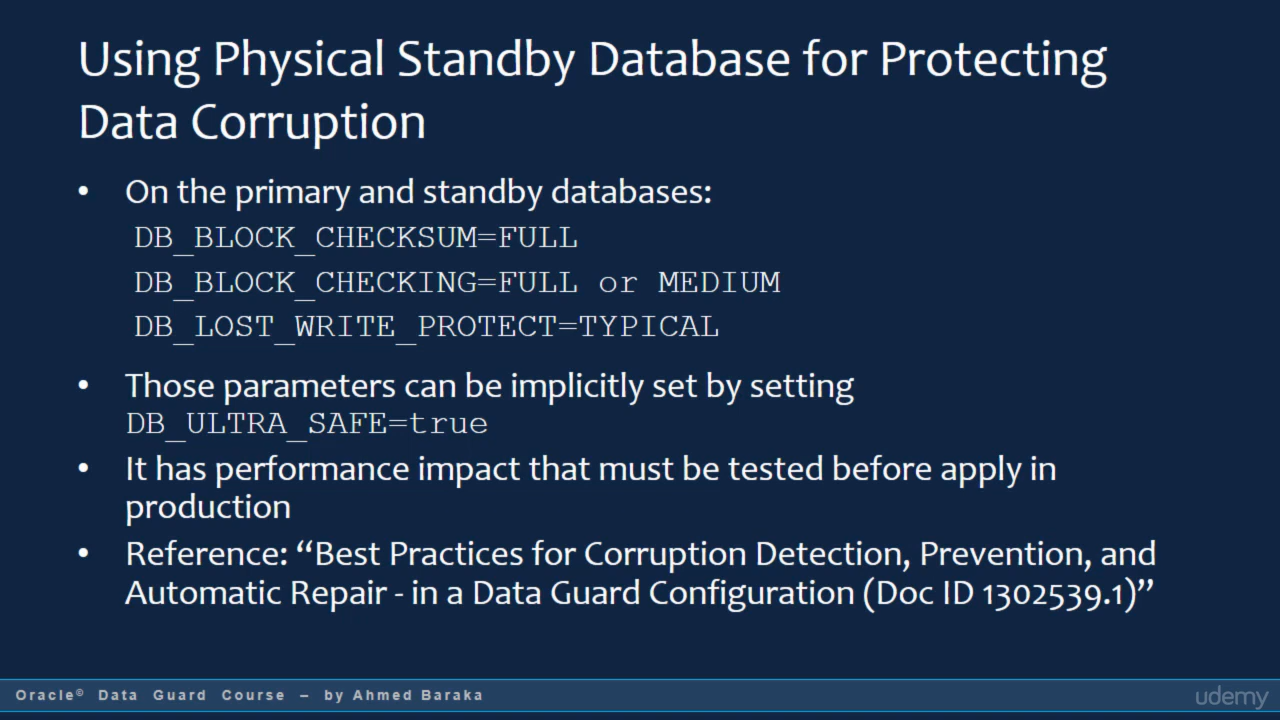 Using Physical Standby Database for Protecting
Data Corruption
• On the primary and standby databases:
DB_BLOCK_CHECKSUM=FULL
DB_BLOCK_CHECKING=FULL or MEDIUM
DB_LOST_WRITE_PROTECT=TYPICAL
• Those parameters can be implicitly set by setting
DB_ULTRA_SAFE=true
• It has performance impact that must be tested before apply in
production
• Reference: “Best Practices for Corruption Detection, Prevention, and
Automatic Repair - in a Data Guard Configuration (Doc ID 1302539.1)”
Oracle© Data Guard Course – by Ahmed Baraka
udemy